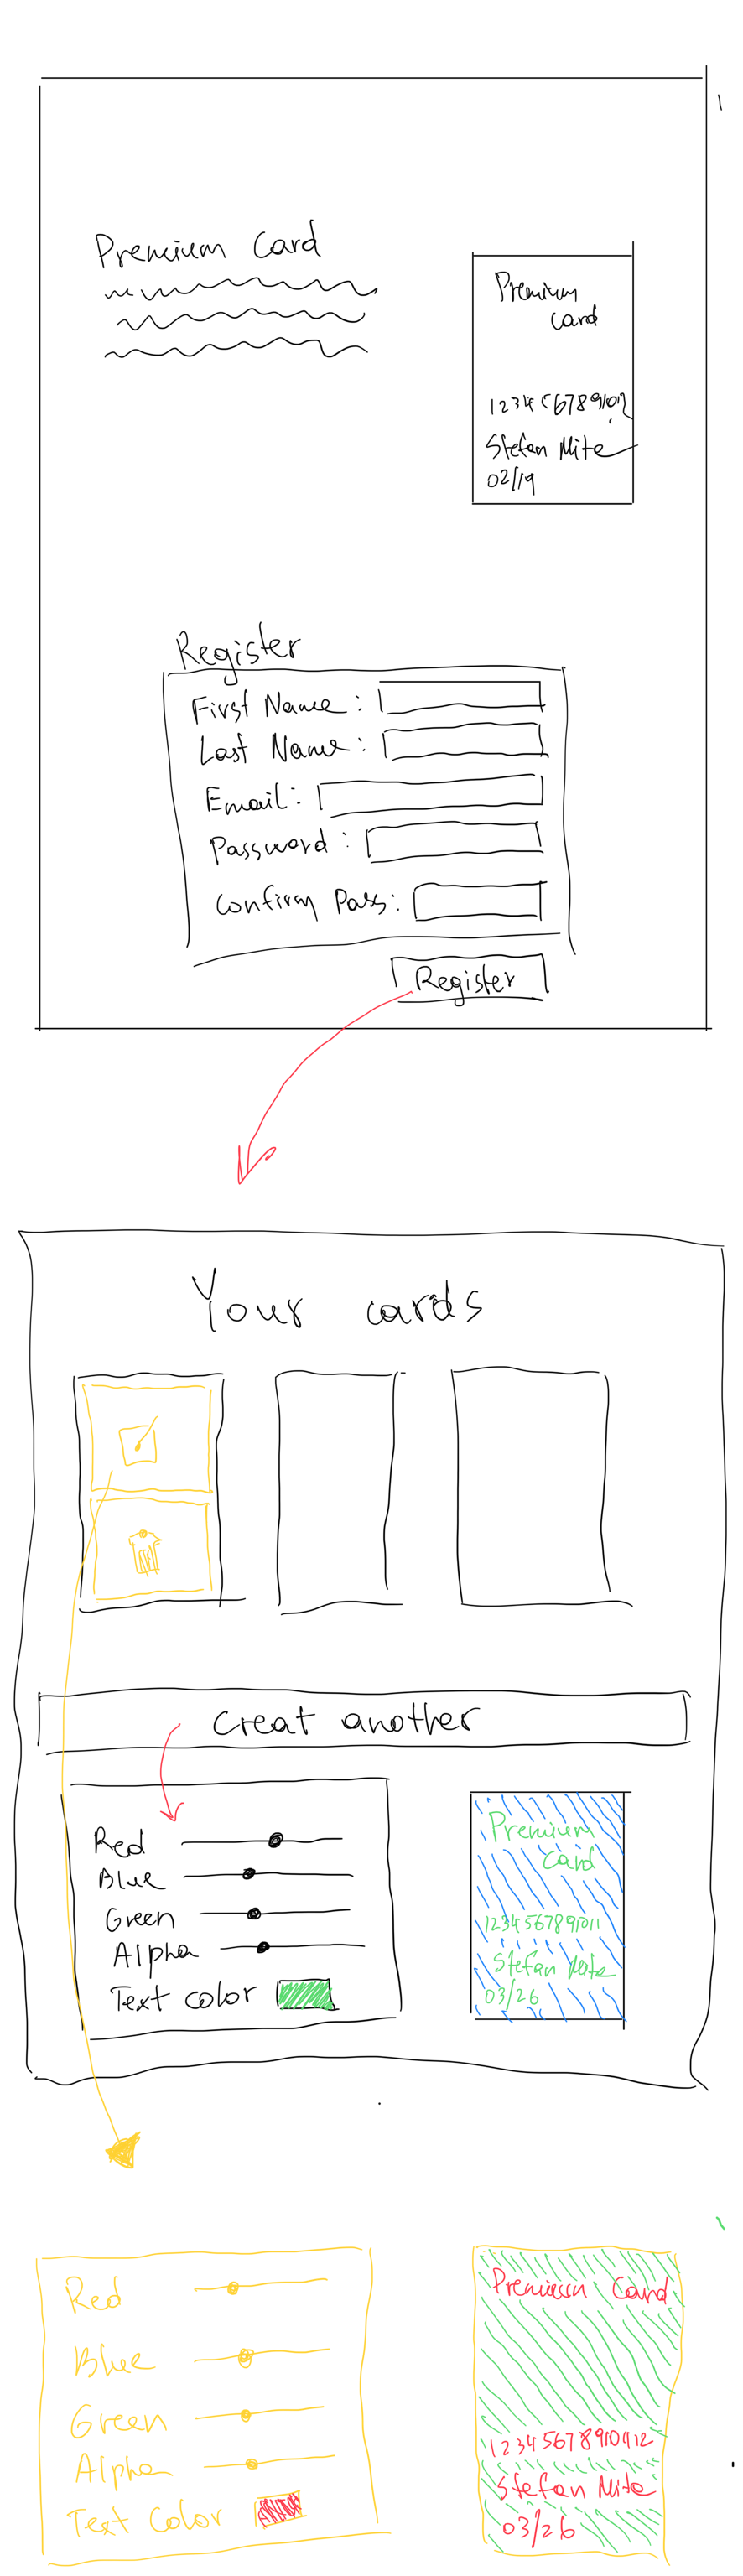 Premium Card
Premium
card
1234567891012
Stefan Mite
02/19
Register
First Name:
Last Name:
Email:
Password:
Confirm Pass:
Register
Your cards
Creat another
Red
Blue
Green
Alpha
Text color
Premium
Card
1234567891011
Stefan Mite
03/26
Red
Blue
Green
Alpha
Text Color
Premium Card
123456789101112
Stefan Mite
03/26